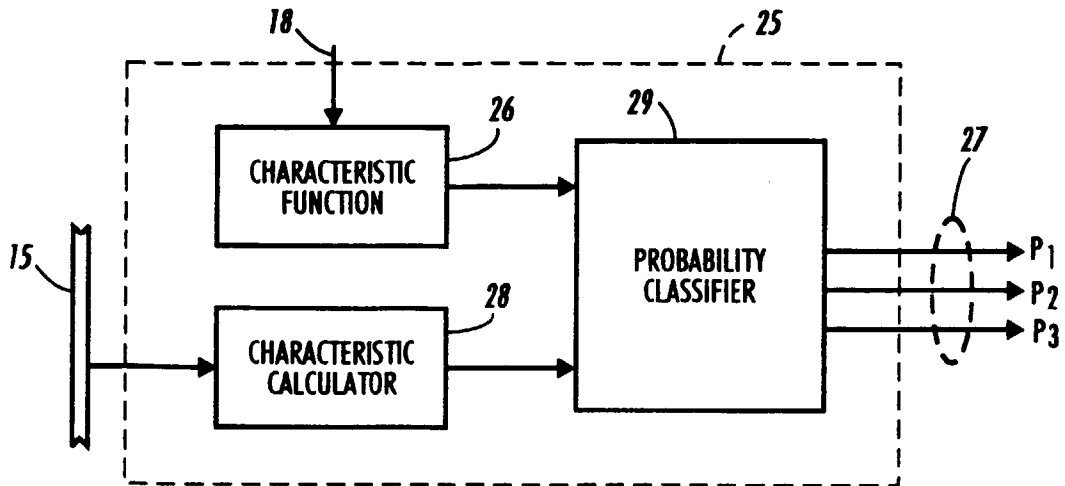 18
25
26
29
27
CHARACTERISTIC
FUNCTION
15
P1
PROBABILITY
CLASSIFIER
P2
28
P3
CHARACTERISTIC
CALCULATOR